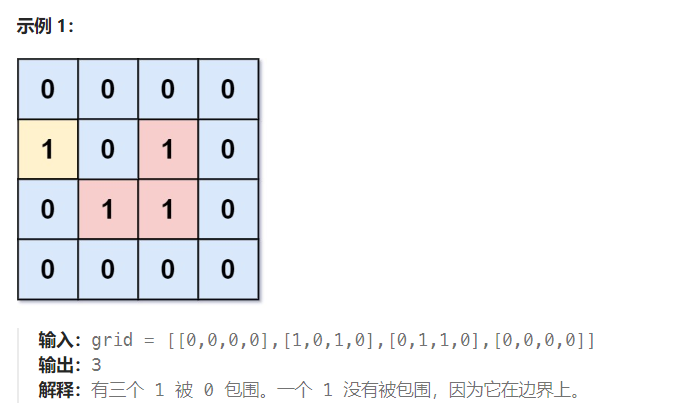 示例 1：
0 0 0 0
1 0 1 0
0 1 1 0
0 0 0 0
输入：grid = [[0,0,0,0],[1,0,1,0],[0,1,1,0],[0,0,0,0]]
输出：3
解释：有三个 1 被 0 包围。一个 1 没有被包围，因为它在边界上。